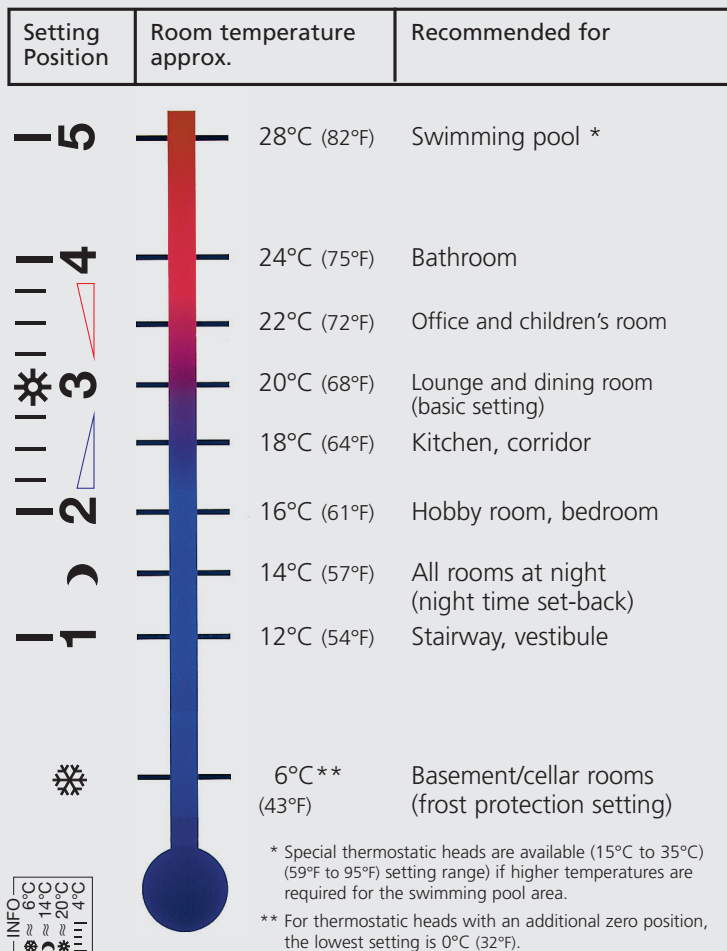 Setting Position
Room temperature approx.
Recommended for
5
28°C (82°F) Swimming pool *
4
24°C (75°F) Bathroom
22°C (72°F) Office and children's room
3
20°C (68°F) Lounge and dining room
(basic setting)
18°C (64°F) Kitchen, corridor
2
16°C (61°F) Hobby room, bedroom
14°C (57°F) All rooms at night
(night time set-back)
1
12°C (54°F) Stairway, vestibule
6°C** Basement/cellar rooms
(43°F) (frost protection setting)
* Special thermostatic heads are available (15°C to 35°C)
(59°F to 95°F) setting range) if higher temperatures are
required for the swimming pool area.
** For thermostatic heads with an additional zero position,
the lowest setting is 0°C (32°F).
INFO
≈ 6°C
≈ 14°C
≈ 20°C
4°C